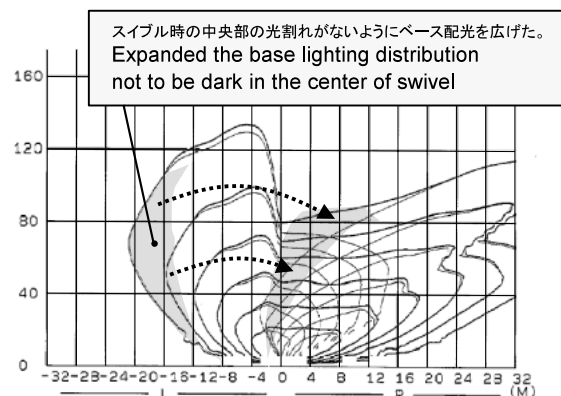 スイブル時の中央部の光割れがないようにベース配光を広げた。
Expanded the base lighting distribution
not to be dark in the center of swivel
160
120
80
40
0
-32-28-24-20-16-12 -8 -4 0 4 8 12 16 20 24 28 32
L R (M)